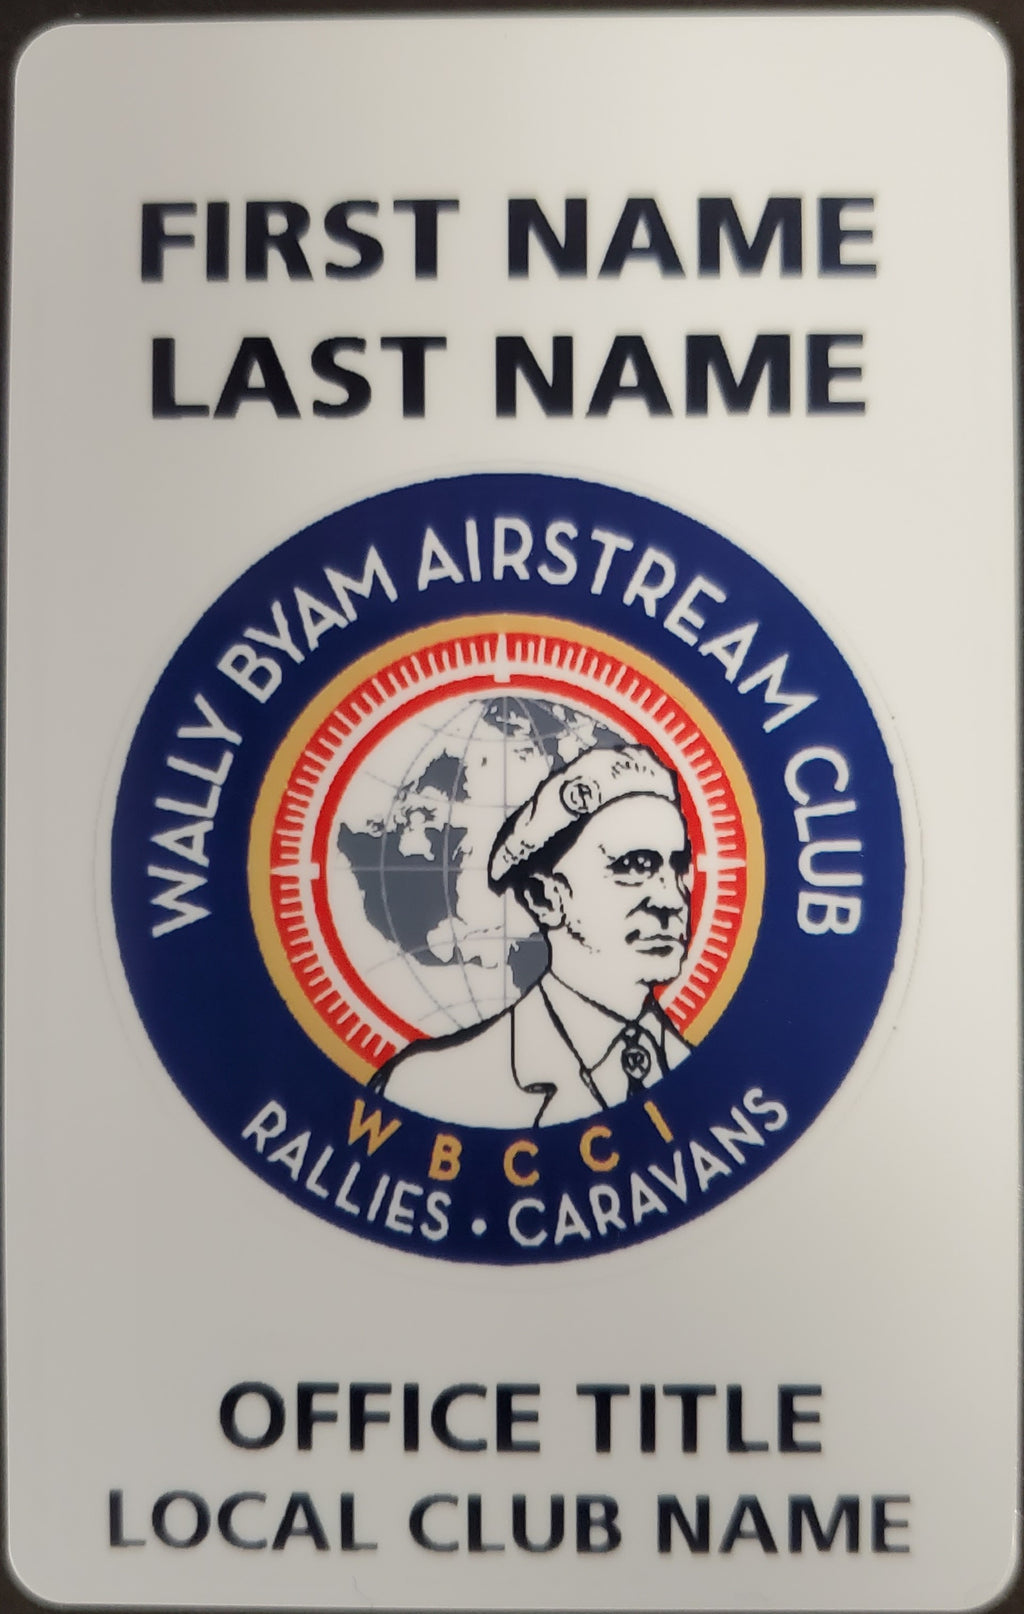 FIRST NAME
LAST NAME
WALLY BYAM AIRSTREAM CLUB
WBCCI
RALLIES • CARAVANS
OFFICE TITLE
LOCAL CLUB NAME